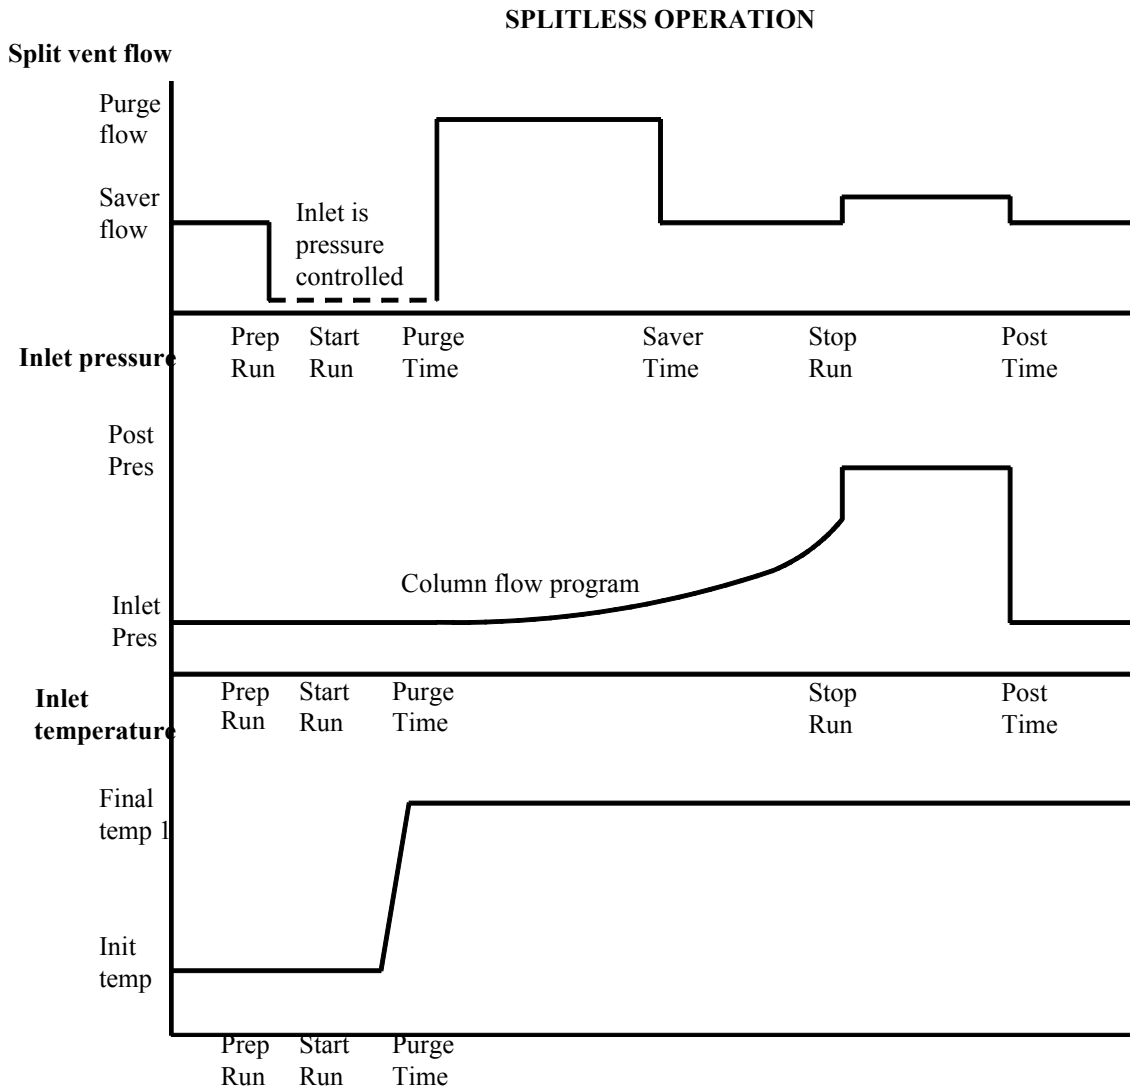 SPLITLESS OPERATION
Split vent flow
Purge
flow
Saver
flow
Inlet is
pressure
controlled
Prep Start Purge Saver Stop Post
Run Run Time Time Run Time
Inlet pressure
Post
Pres
Column flow program
Inlet
Pres
Prep Start Purge Stop Post
Run Run Time Run Time
Inlet
temperature
Final
temp 1
Init
temp
Prep Start Purge
Run Run Time